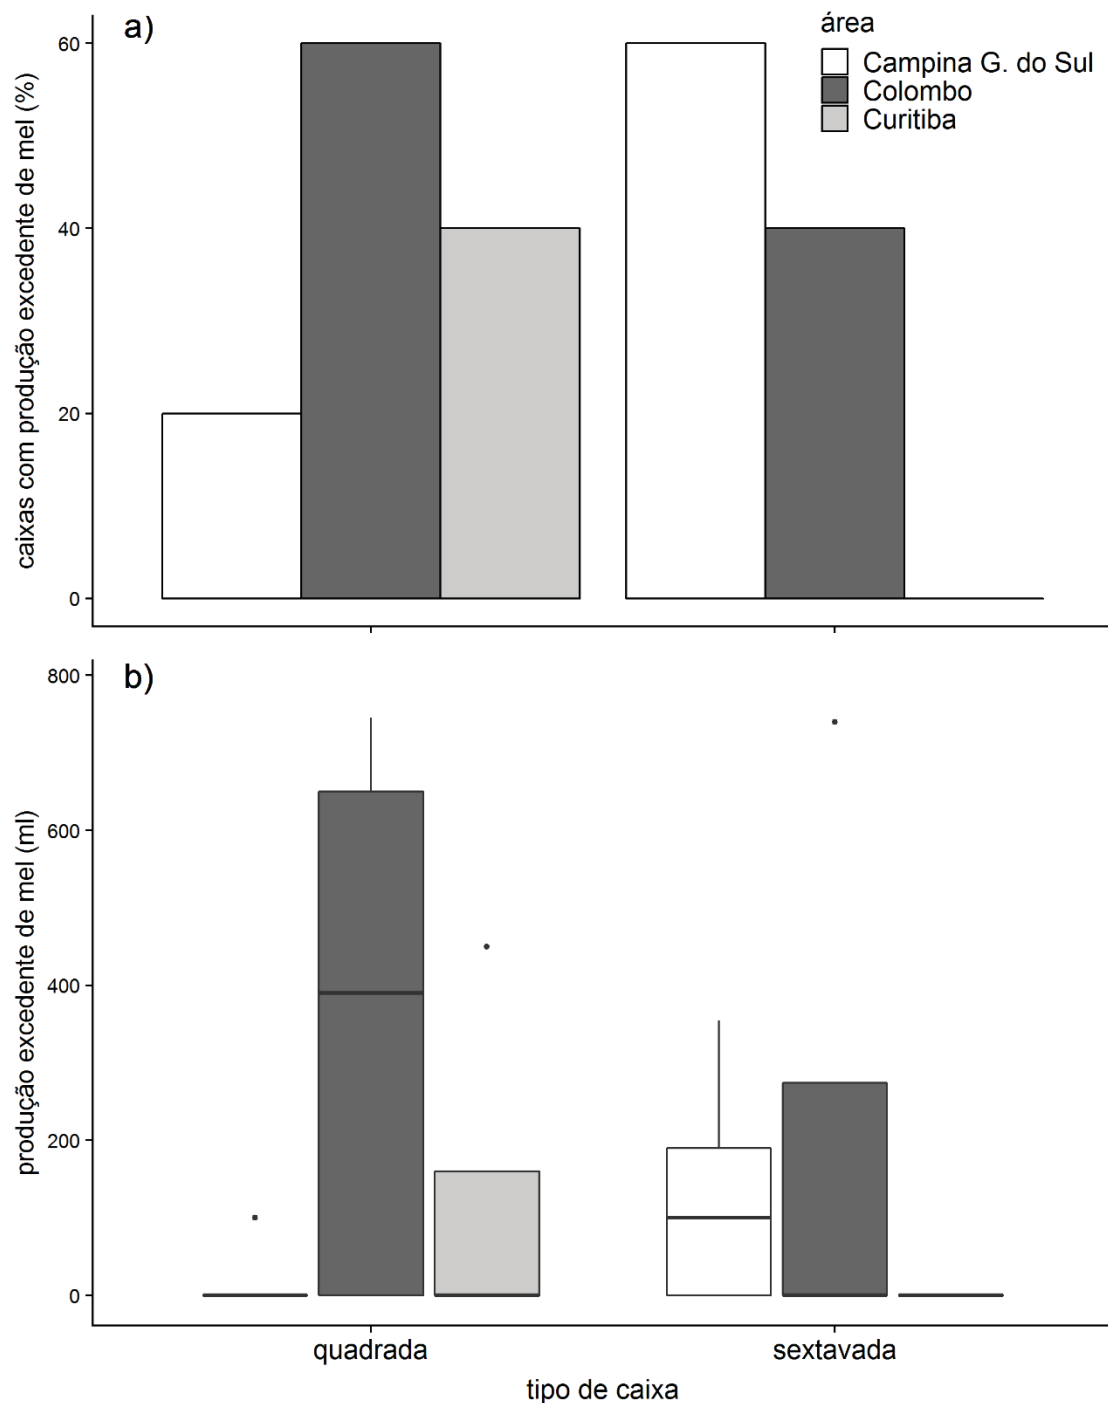 a)
área
Campina G. do Sul
Colombo
Curitiba
caixas com produção excedente de mel (%)
60
40
20
0
b)
produção excedente de mel (ml)
800
600
400
200
0
quadrada
sextavada
tipo de caixa